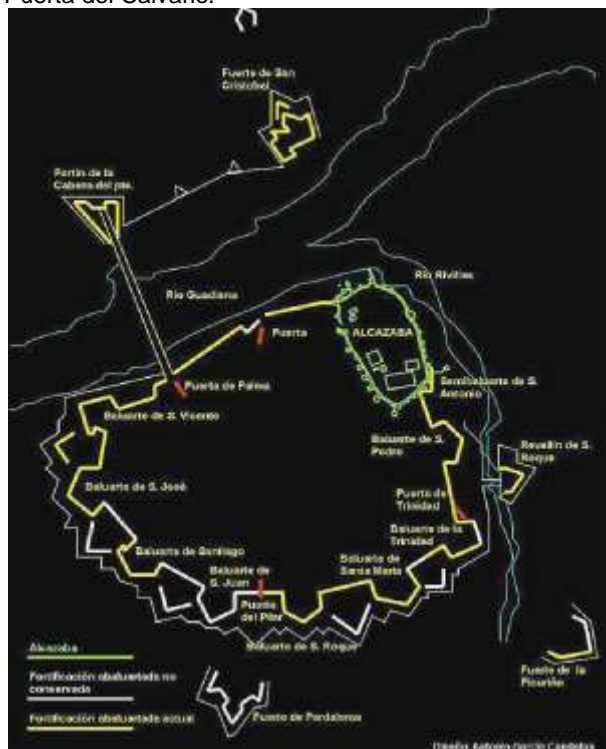 Puerta del Calvario.
Fuerte de San
Cristobal
Fortín de la
Cabeza del pte.
Río Guadiana
Río Rivillas
ALCAZABA
Puerta
Puerta de Palma
Semibaluarte de S.
Antonio
Baluarte de S. Vicente
Baluarte de S.
Pedro
Revellín de S.
Roque
Baluarte de S. José
Puerta de
Trinidad
Baluarte de la
Trinidad
Baluarte de Santiago
Baluarte de
S. Juan
Baluarte de
Santa María
Puerta
del Pilar
Baluarte de S. Roque
Fuerte de la
Picuriña
Fuerte de Pardaleras
Alcazaba
Fortificación abaluartada no
conservada
Fortificación abaluartada actual